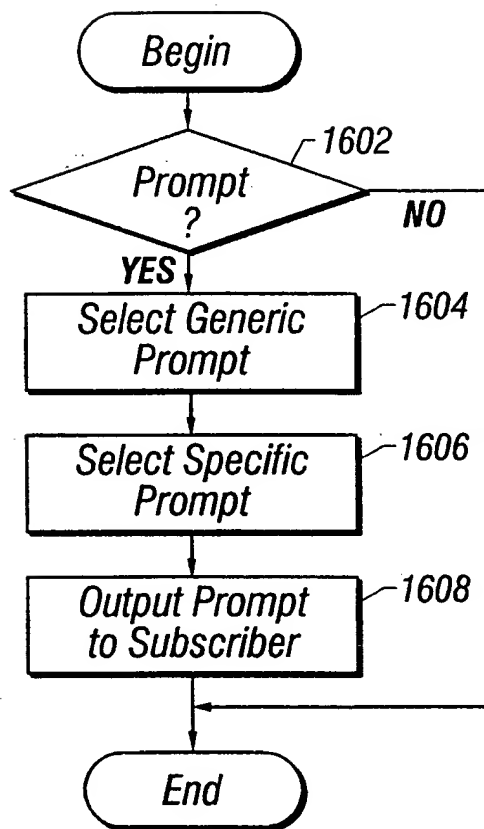 Begin
1602
Prompt
?
NO
YES
Select Generic
Prompt
1604
Select Specific
Prompt
1606
Output Prompt
to Subscriber
1608
End